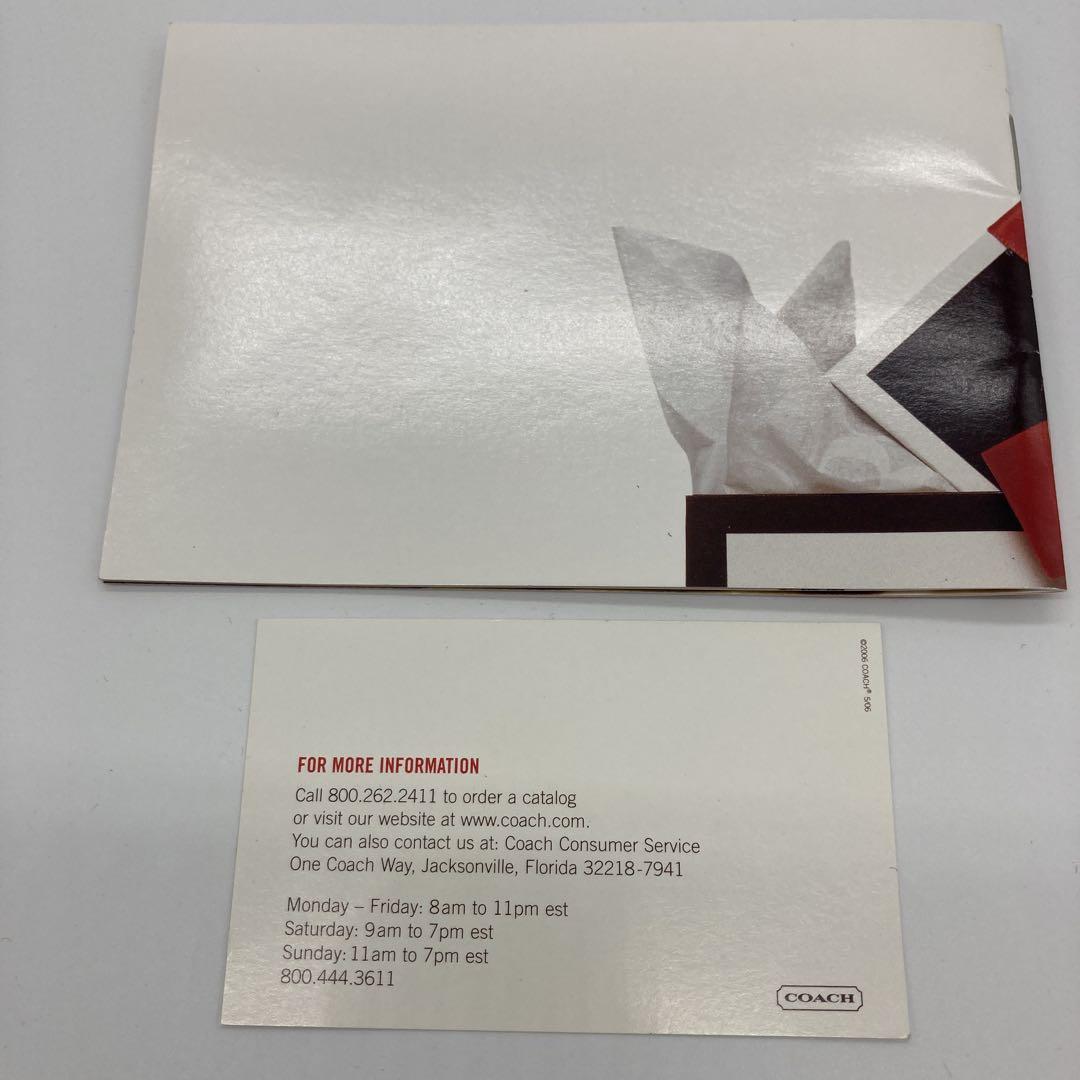 ©2006 COACH® 5/06
FOR MORE INFORMATION
Call 800.262.2411 to order a catalog
or visit our website at www.coach.com.
You can also contact us at: Coach Consumer Service
One Coach Way, Jacksonville, Florida 32218-7941
Monday – Friday: 8am to 11pm est
Saturday: 9am to 7pm est
Sunday: 11am to 7pm est
800.444.3611
COACH